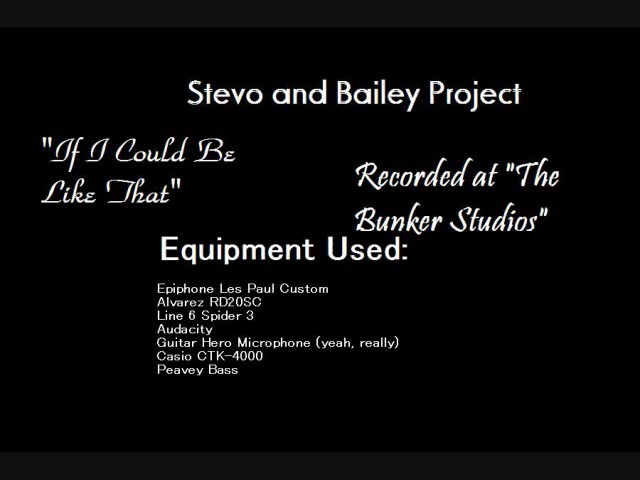 Stevo and Bailey Project
"If I Could Be
Like That"
Recorded at "The
Bunker Studios"
Equipment Used:
Epiphone Les Paul Custom
Alvarez RD20SC
Line 6 Spider 3
Audacity
Guitar Hero Microphone (yeah, really)
Casio CTK-4000
Peavey Bass